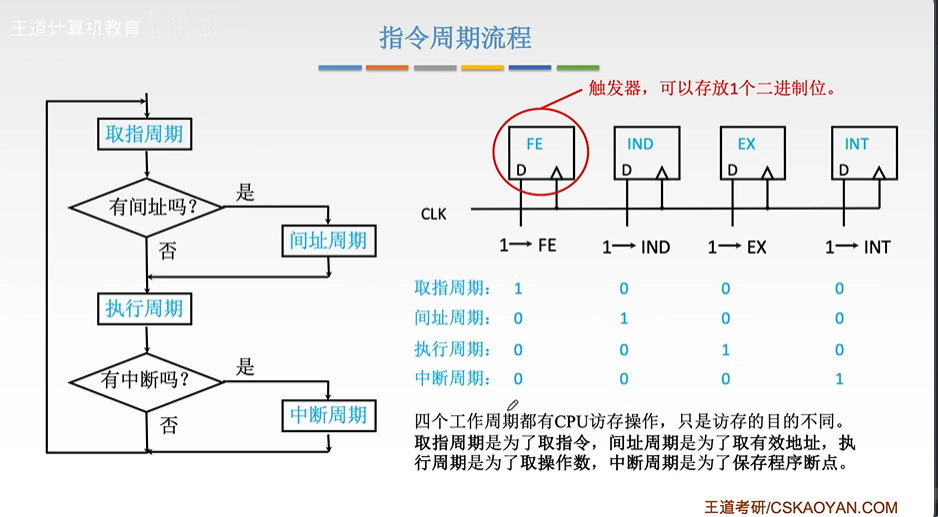 王道计算机教育
指令周期流程
触发器，可以存放1个二进制位。
取指周期
有间址吗？
是
否
间址周期
执行周期
有中断吗？
是
否
中断周期
FE IND EX INT
D D D D
CLK
1→ FE 1→ IND 1→ EX 1→ INT
取指周期： 1 0 0 0
间址周期： 0 1 0 0
执行周期： 0 0 1 0
中断周期： 0 0 0 1
四个工作周期都有CPU访存操作，只是访存的目的不同。
取指周期是为了取指令，间址周期是为了取有效地址，执
行周期是为了取操作数，中断周期是为了保存程序断点。
王道考研/CSKAOYAN.COM